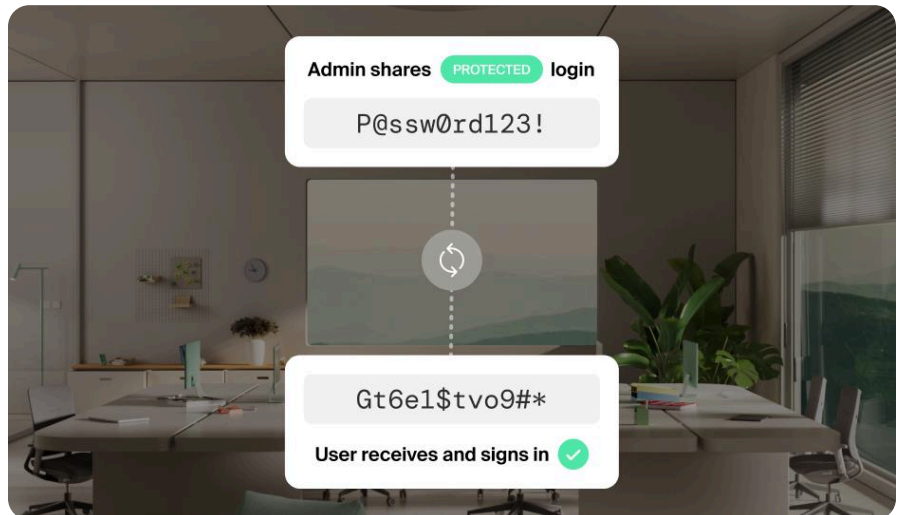 Admin shares PROTECTED login
P@ssw0rd123!
Gt6e1$tvo9#*
User receives and signs in